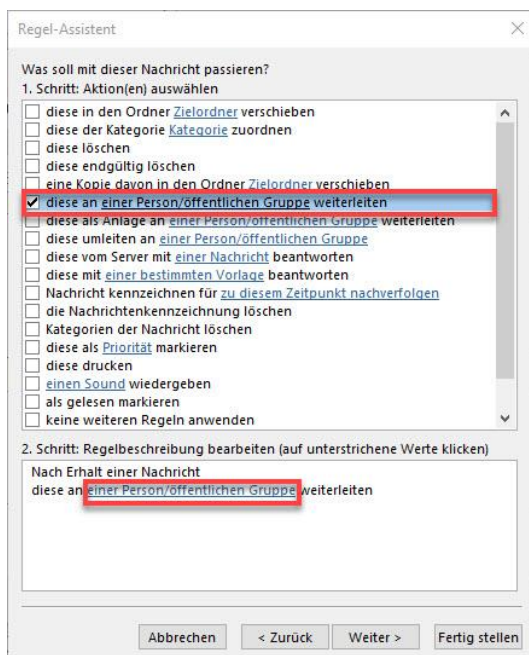 Regel-Assistent
Was soll mit dieser Nachricht passieren?
1. Schritt: Aktion(en) auswählen
diese in den Ordner Zielordner verschieben
diese der Kategorie Kategorie zuordnen
diese löschen
diese endgültig löschen
eine Kopie davon in den Ordner Zielordner verschieben
diese an einer Person/öffentlichen Gruppe weiterleiten
diese als Anlage an einer Person/öffentlichen Gruppe weiterleiten
diese umleiten an einer Person/öffentlichen Gruppe
diese vom Server mit einer Nachricht beantworten
diese mit einer bestimmten Vorlage beantworten
Nachricht kennzeichnen für zu diesem Zeitpunkt nachverfolgen
die Nachrichtenkennzeichnung löschen
Kategorien der Nachricht löschen
diese als Priorität markieren
diese drucken
einen Sound wiedergeben
als gelesen markieren
keine weiteren Regeln anwenden
2. Schritt: Regelbeschreibung bearbeiten (auf unterstrichene Werte klicken)
Nach Erhalt einer Nachricht
diese an einer Person/öffentlichen Gruppe weiterleiten
Abbrechen < Zurück Weiter > Fertig stellen